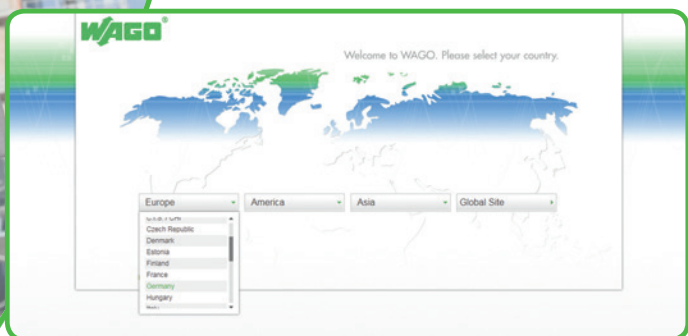 WAGO®
Welcome to WAGO. Please select your country.
Europe America Asia Global Site
Czech Republic
Denmark
Estonia
Finland
France
Germany
Hungary